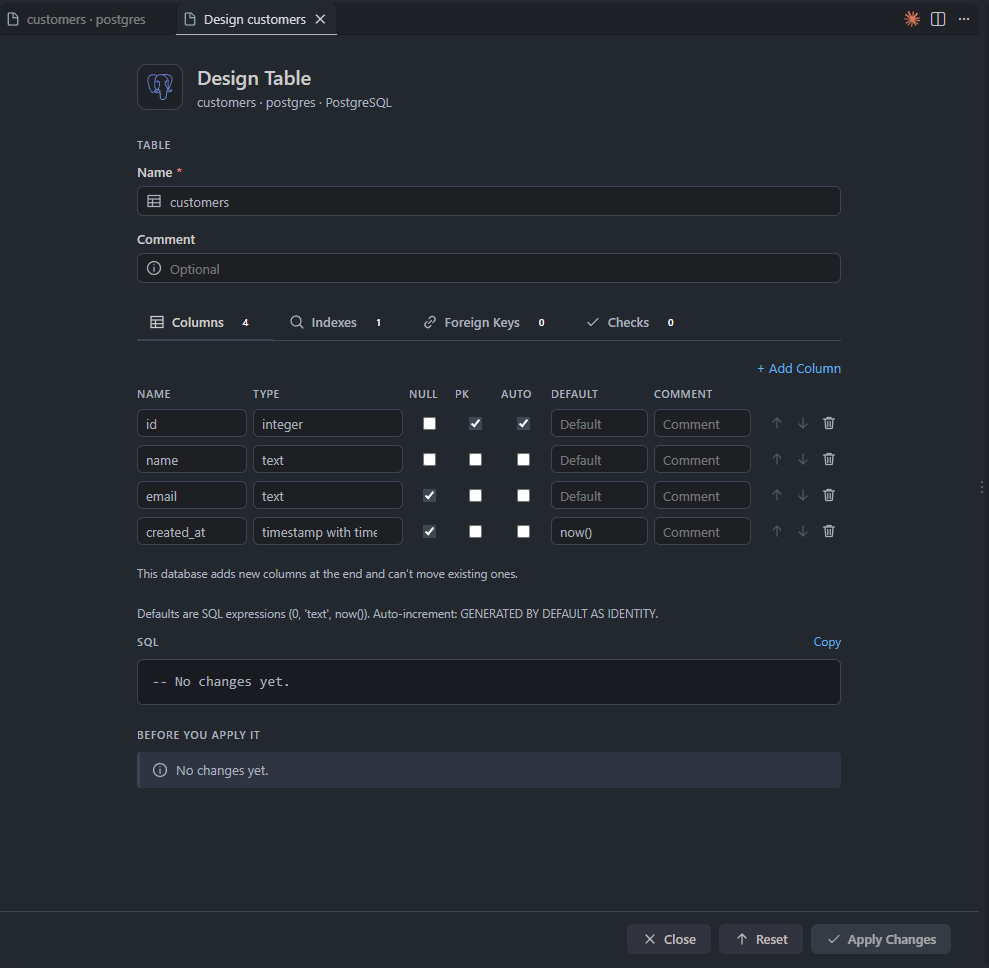 customers · postgres
Design customers
Design Table
customers · postgres · PostgreSQL
TABLE
Name *
customers
Comment
Optional
Columns 4 Indexes 1 Foreign Keys 0 Checks 0
+ Add Column
NAME TYPE NULL PK AUTO DEFAULT COMMENT
id integer Default Comment
name text Default Comment
email text Default Comment
created_at timestamp with time now() Comment
This database adds new columns at the end and can't move existing ones.
Defaults are SQL expressions (0, 'text', now()). Auto-increment: GENERATED BY DEFAULT AS IDENTITY.
SQL Copy
-- No changes yet.
BEFORE YOU APPLY IT
No changes yet.
Close Reset Apply Changes